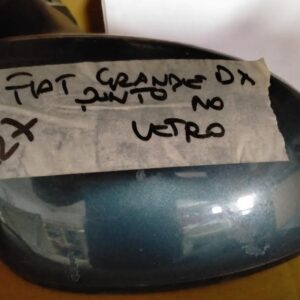 FIAT GRANDE DX
PUNTO NO
2X VETRO